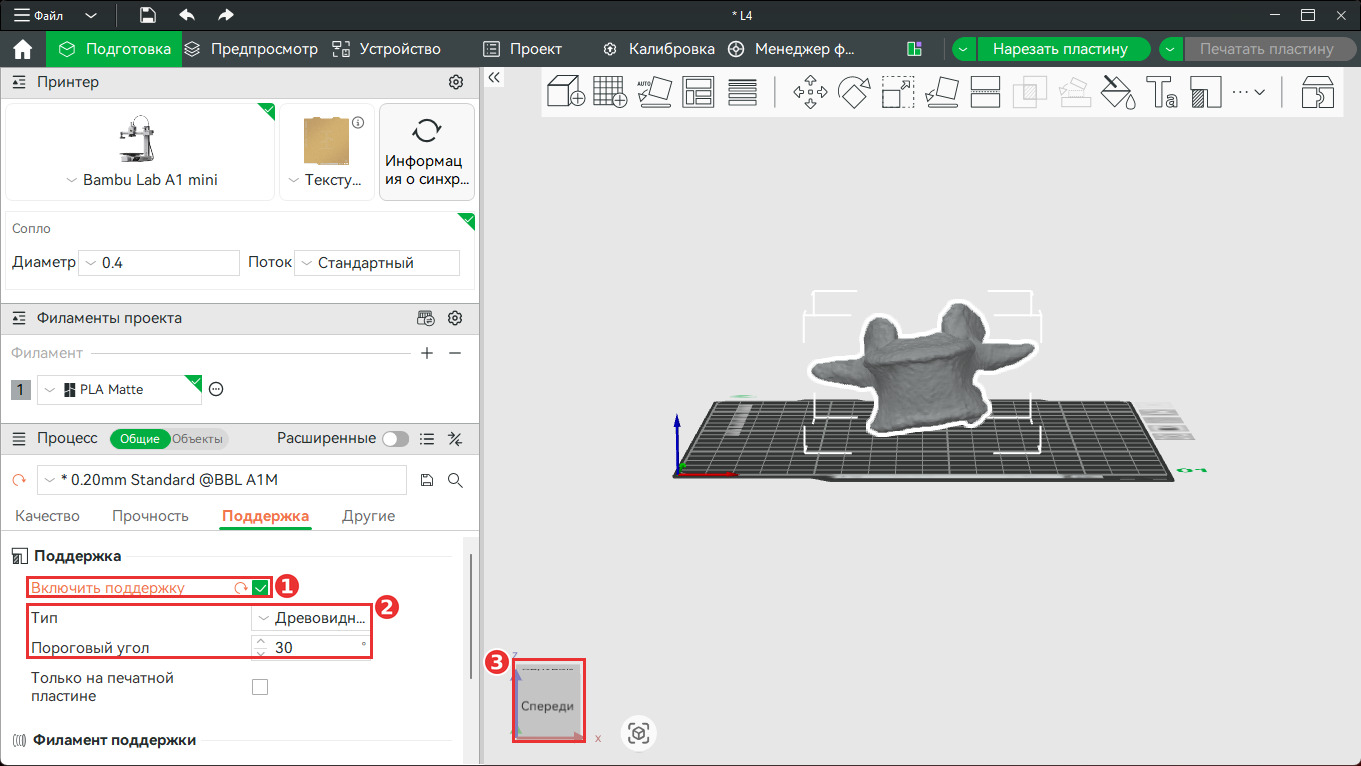 Файл
* L4
Подготовка
Предпросмотр
Устройство
Проект
Калибровка
Менеджер ф...
Нарезать пластину
Печатать пластину
Принтер
Bambu Lab A1 mini
Тексту...
Информац
ия о синхр...
Сопло
Диаметр
0.4
Поток
Стандартный
Филаменты проекта
Филамент
1
PLA Matte
Процесс
Общие
Объекты
Расширенные
* 0.20mm Standard @BBL A1M
Качество
Прочность
Поддержка
Другие
Поддержка
Включить поддержку
1
Тип
Древовидн...
2
Пороговый угол
30
°
Только на печатной
пластине
Филамент поддержки
AUTO
01
3
z
Спереди
x